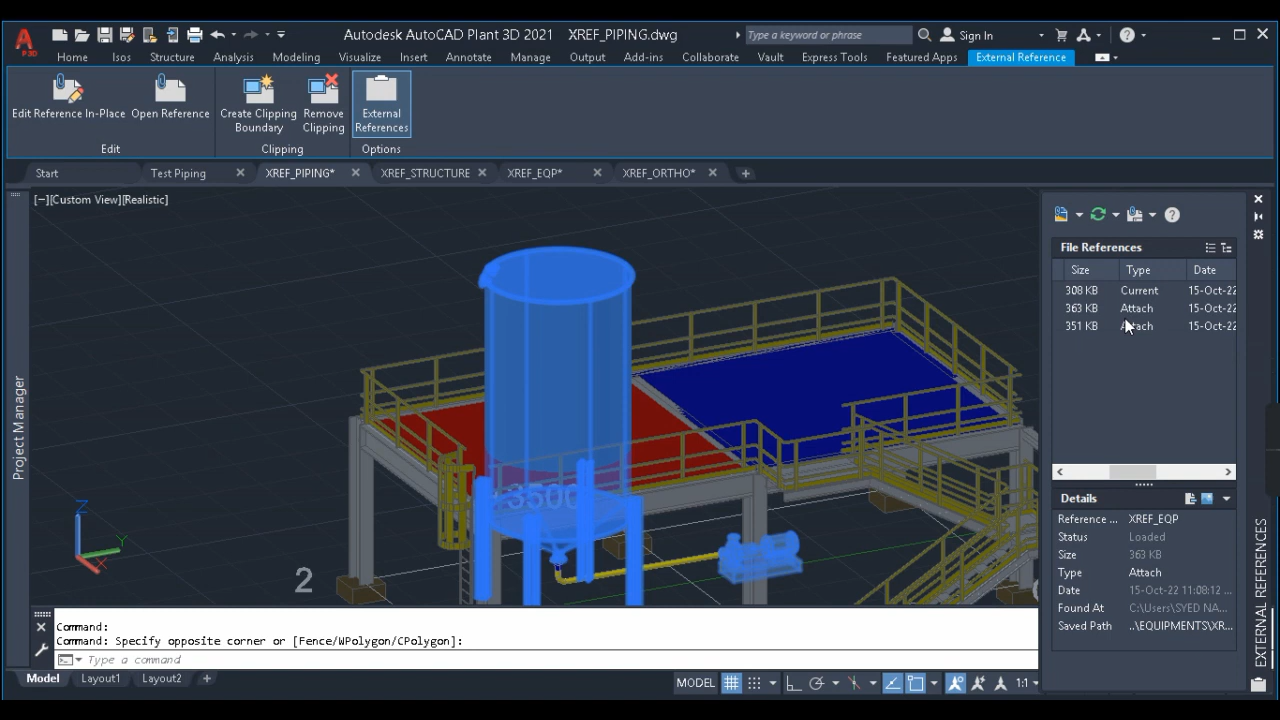 Autodesk AutoCAD Plant 3D 2021 XREF_PIPING.dwg
Type a keyword or phrase
Sign In
P3D
Home Isos Structure Analysis Modeling Visualize Insert Annotate Manage Output Add-ins Collaborate Vault Express Tools Featured Apps External Reference
Edit Reference In-Place Open Reference
Create Clipping Boundary
Remove Clipping
External References
Edit Clipping Options
Start Test Piping XREF_PIPING* XREF_STRUCTURE XREF_EQP* XREF_ORTHO*
[−][Custom View][Realistic]
Project Manager
+3500
2
Z
Y
X
File References
Size Type Date
308 KB Current 15-Oct-22
363 KB Attach 15-Oct-22
351 KB Attach 15-Oct-22
Details
Reference ... XREF_EQP
Status Loaded
Size 363 KB
Type Attach
Date 15-Oct-22 11:08:12 ...
Found At C:\Users\SYED NA...
Saved Path ..\EQUIPMENTS\XR...
EXTERNAL REFERENCES
Command:
Command: Specify opposite corner or [Fence/WPolygon/CPolygon]:
Type a command
Model Layout1 Layout2
MODEL 1:1